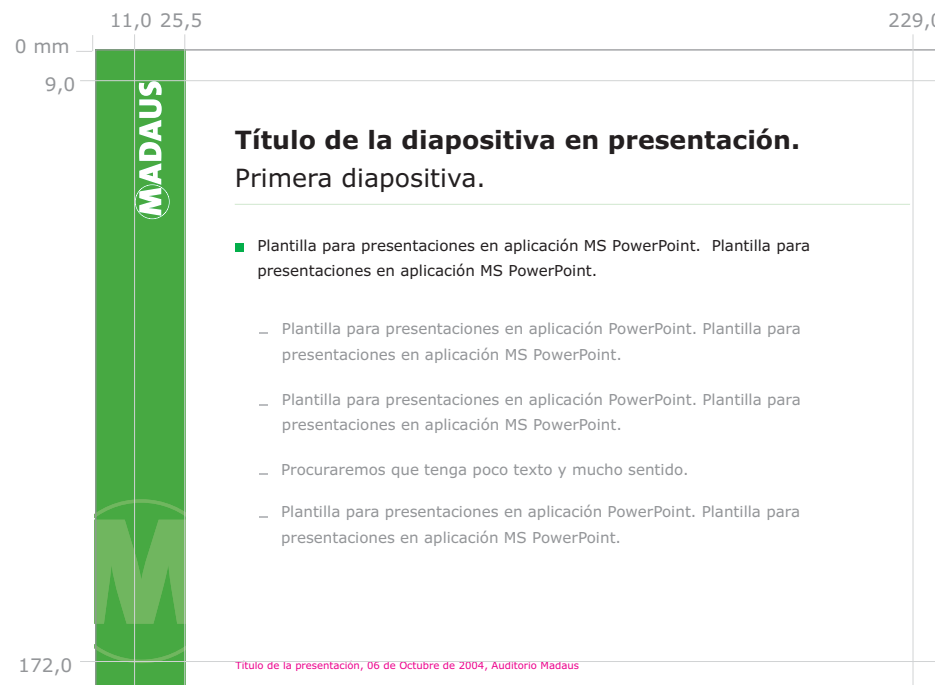 11,0 25,5
229,0
0 mm
9,0
MADAUS
Título de la diapositiva en presentación.
Primera diapositiva.
Plantilla para presentaciones en aplicación MS PowerPoint.  Plantilla para
presentaciones en aplicación MS PowerPoint.
– Plantilla para presentaciones en aplicación PowerPoint. Plantilla para
presentaciones en aplicación MS PowerPoint.
– Plantilla para presentaciones en aplicación PowerPoint. Plantilla para
presentaciones en aplicación MS PowerPoint.
– Procuraremos que tenga poco texto y mucho sentido.
– Plantilla para presentaciones en aplicación PowerPoint. Plantilla para
presentaciones en aplicación MS PowerPoint.
M
172,0
Título de la presentación, 06 de Octubre de 2004, Auditorio Madaus